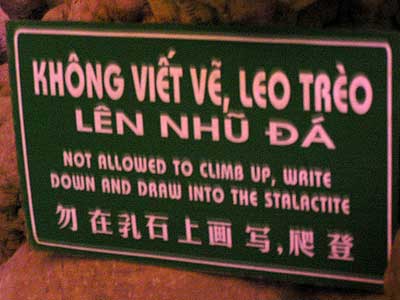 KHÔNG VIẾT VẼ, LEO TRÈO
LÊN NHŨ ĐÁ
NOT ALLOWED TO CLIMB UP, WRITE
DOWN AND DRAW INTO THE STALACTITE
勿在乳石上画写,爬登